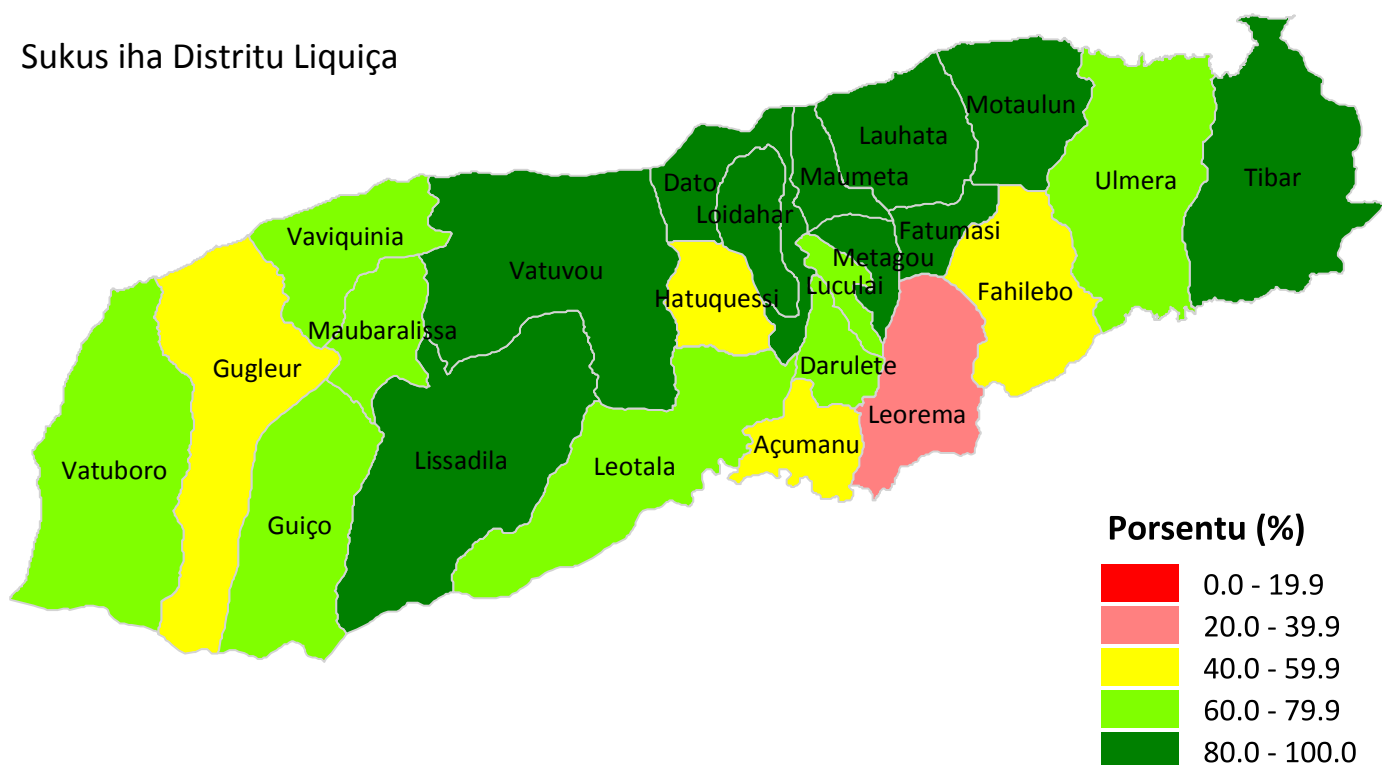 Sukus iha Distritu Liquiça
Motaulun
Lauhata
Maumeta
Dato
Ulmera
Tibar
Loidahar
Fatumasi
Vaviquinia
Metagou
Vatuvou
Luculai
Hatuquessi
Fahilebo
Maubaralissa
Gugleur
Darulete
Leorema
Açumanu
Lissadila
Leotala
Vatuboro
Guiço
Porsentu (%)
0.0 - 19.9
20.0 - 39.9
40.0 - 59.9
60.0 - 79.9
80.0 - 100.0